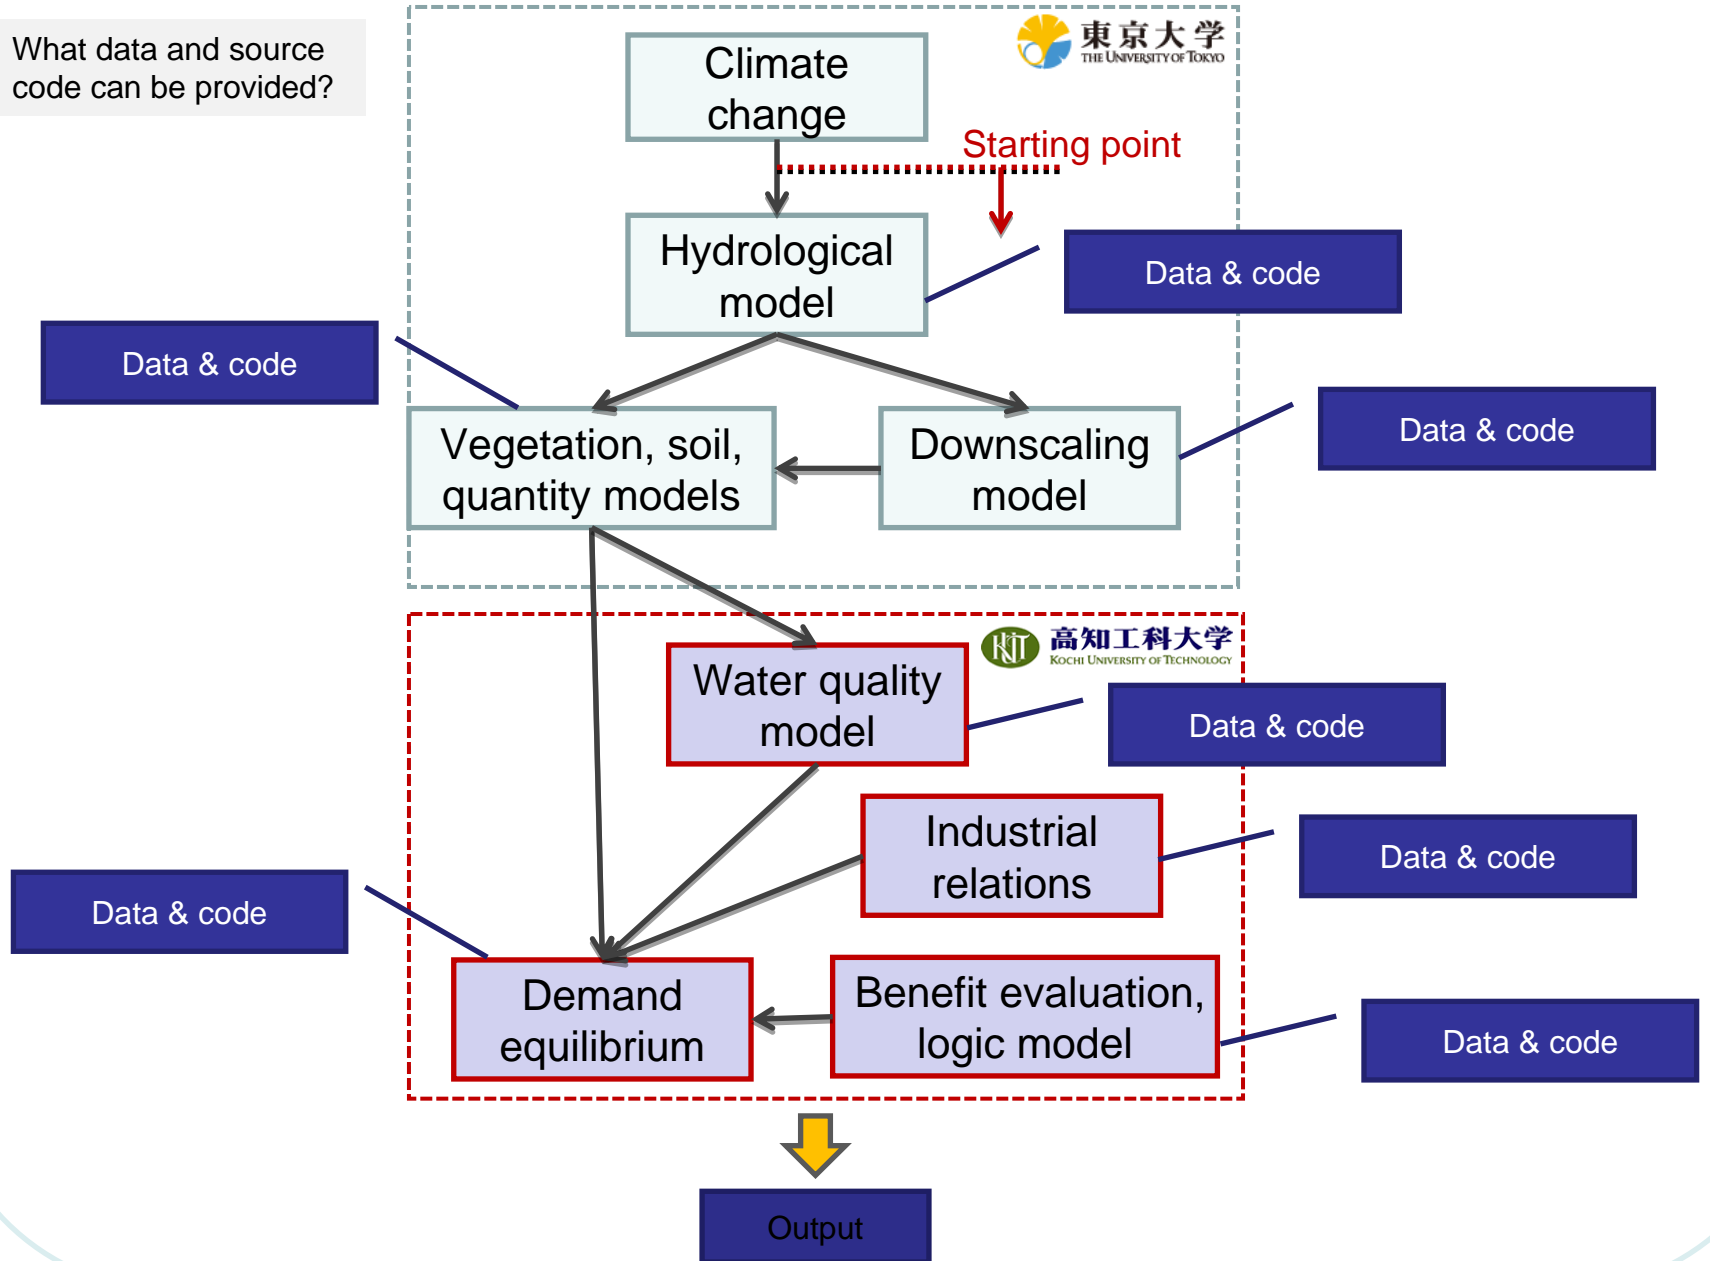 What data and source
code can be provided?
東京大学
THE UNIVERSITY OF TOKYO
Climate
change
Starting point
Hydrological
model
Data & code
Data & code
Vegetation, soil,
quantity models
Downscaling
model
Data & code
KUT
高知工科大学
KOCHI UNIVERSITY OF TECHNOLOGY
Water quality
model
Data & code
Industrial
relations
Data & code
Data & code
Demand
equilibrium
Benefit evaluation,
logic model
Data & code
Output